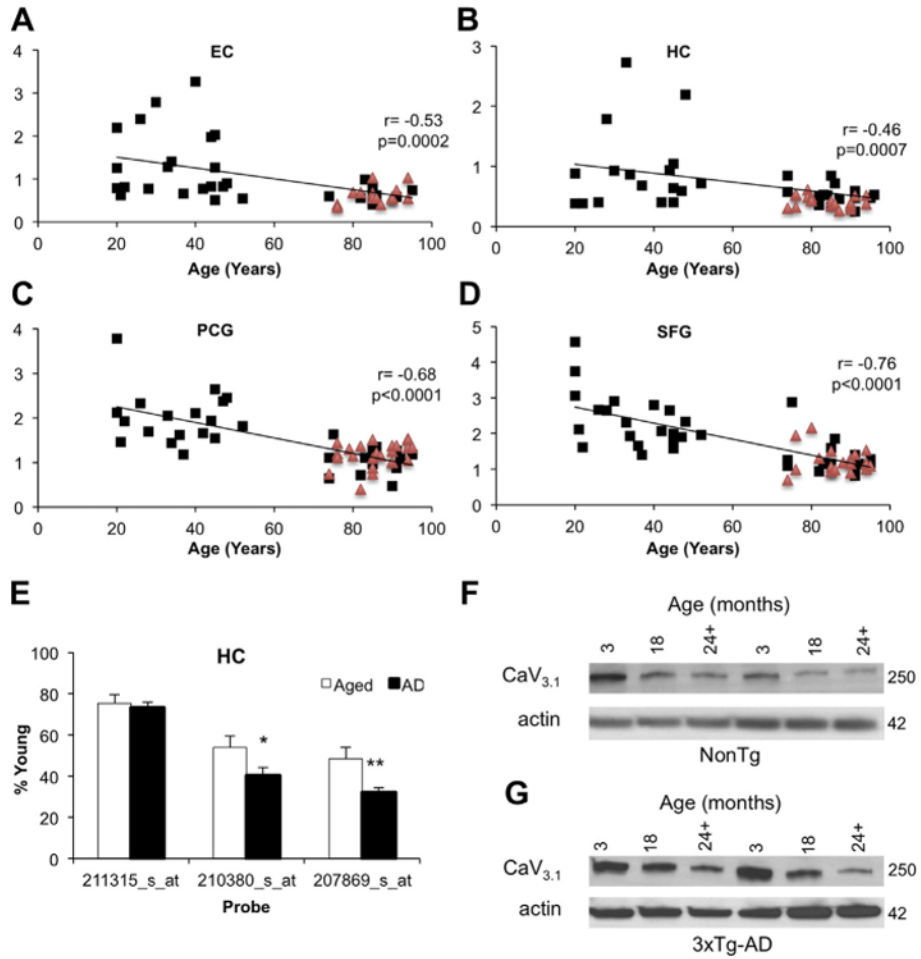 A
EC
4
3
2
1
0
r= -0.53
p=0.0002
0 20 40 60 80 100
Age (Years)
B
HC
3
2
1
0
r= -0.46
p=0.0007
0 20 40 60 80 100
Age (Years)
C
PCG
4
3
2
1
0
r= -0.68
p<0.0001
0 20 40 60 80 100
Age (Years)
D
SFG
5
4
3
2
1
0
r= -0.76
p<0.0001
0 20 40 60 80 100
Age (Years)
E
HC
100
80
60
40
20
0
% Young
Aged AD
*
**
211315_s_at 210380_s_at 207869_s_at
Probe
F
Age (months)
3 18 24+ 3 18 24+
CaV3.1 250
actin 42
NonTg
G
Age (months)
3 18 24+ 3 18 24+
CaV3.1 250
actin 42
3xTg-AD